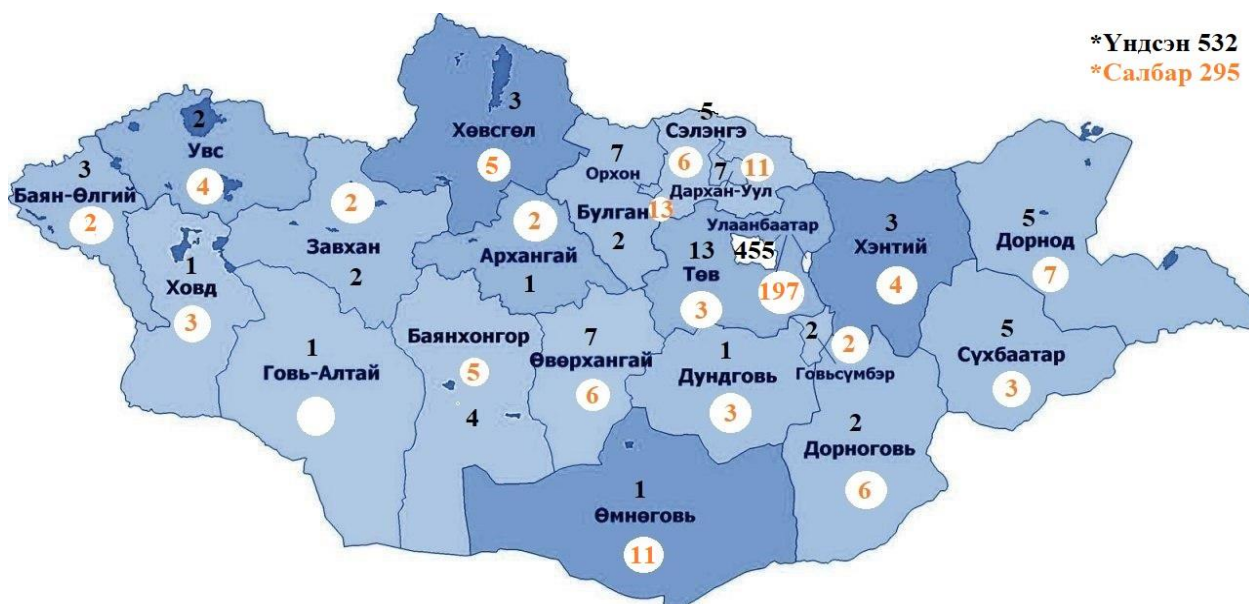 *Үндсэн 532
*Салбар 295
3
Хөвсгөл
5
2
Увс
4
3
Баян-Өлгий
2
5
Сэлэнгэ
6
11
7
Орхон
7
Дархан-Уул
2
Завхан
2
2
Архангай
1
Булган
13
2
Улаанбаатар
455
197
13
Төв
3
3
Хэнтий
4
5
Дорнод
7
1
Ховд
3
1
Говь-Алтай
Баянхонгор
5
4
7
Өвөрхангай
6
1
Дундговь
3
2
2
Говьсүмбэр
5
Сүхбаатар
3
2
Дорноговь
6
1
Өмнөговь
11